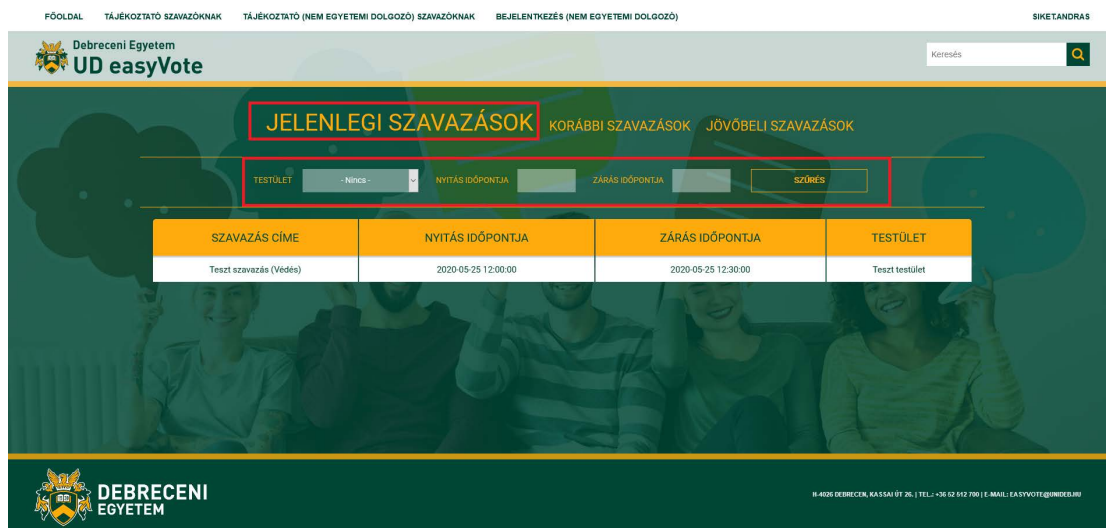 FŐOLDAL TÁJÉKOZTATÓ SZAVAZÓKNAK TÁJÉKOZTATÓ (NEM EGYETEMI DOLGOZÓ) SZAVAZÓKNAK BEJELENTKEZÉS (NEM EGYETEMI DOLGOZÓ) SIKET.ANDRAS
Debreceni Egyetem
UD easyVote
Keresés
JELENLEGI SZAVAZÁSOK KORÁBBI SZAVAZÁSOK JÖVŐBELI SZAVAZÁSOK
TESTÜLET - Nincs - NYITÁS IDŐPONTJA ZÁRÁS IDŐPONTJA SZŰRÉS
SZAVAZÁS CÍME NYITÁS IDŐPONTJA ZÁRÁS IDŐPONTJA TESTÜLET
Teszt szavazás (Védés) 2020-05-25 12:00:00 2020-05-25 12:30:00 Teszt testület
DEBRECENI
EGYETEM
H-4026 DEBRECEN, KASSAI ÚT 26. | TEL.: +36 52 512 700 | E-MAIL: EASYVOTE@UNIDEB.HU